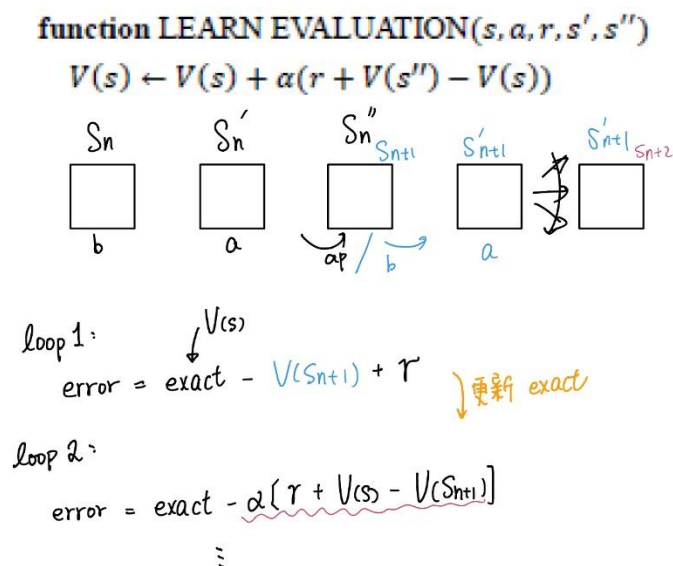 function LEARN EVALUATION(s, a, r, s′, s′′)
V(s) ← V(s) + α(r + V(s′′) − V(s))
Sn Sn′ Sn″ Sn+1 S′n+1 S′n+1 Sn+2
b a ap / b a
loop 1:
V(s)
error = exact - V(Sn+1) + r
更新 exact
loop 2:
error = exact - α[r + V(s) - V(Sn+1)]
⋮